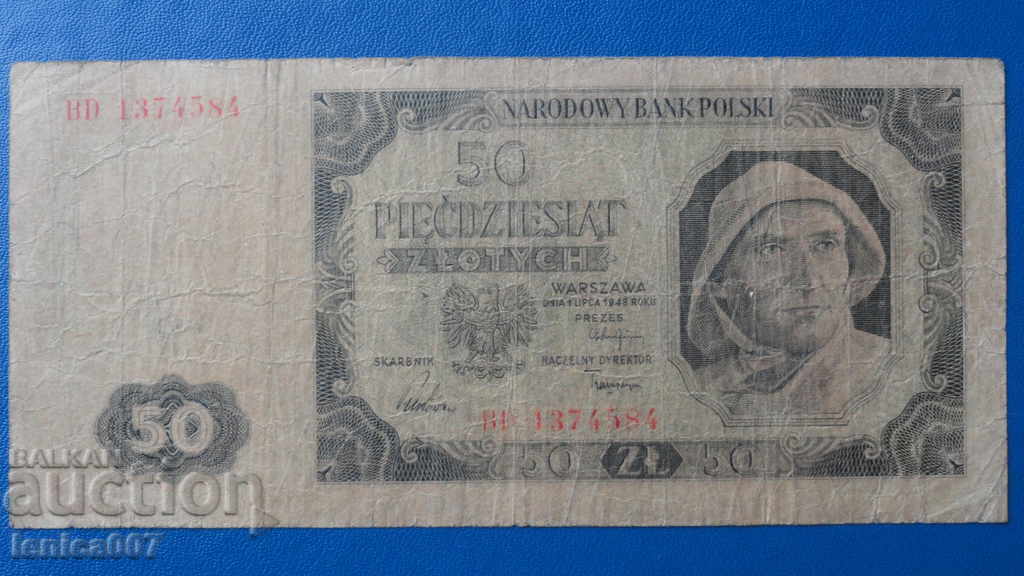 BD 1374584
NARODOWY BANK POLSKI
50
PIĘĆDZIESIĄT
ZŁOTYCH
WARSZAWA
DNIA 1 LIPCA 1948 ROKU
PREZES
SKARBNIK
NACZELNY DYREKTOR
BD 1374584
50
50 ZŁ 50
BALKAN
auction
lenica007